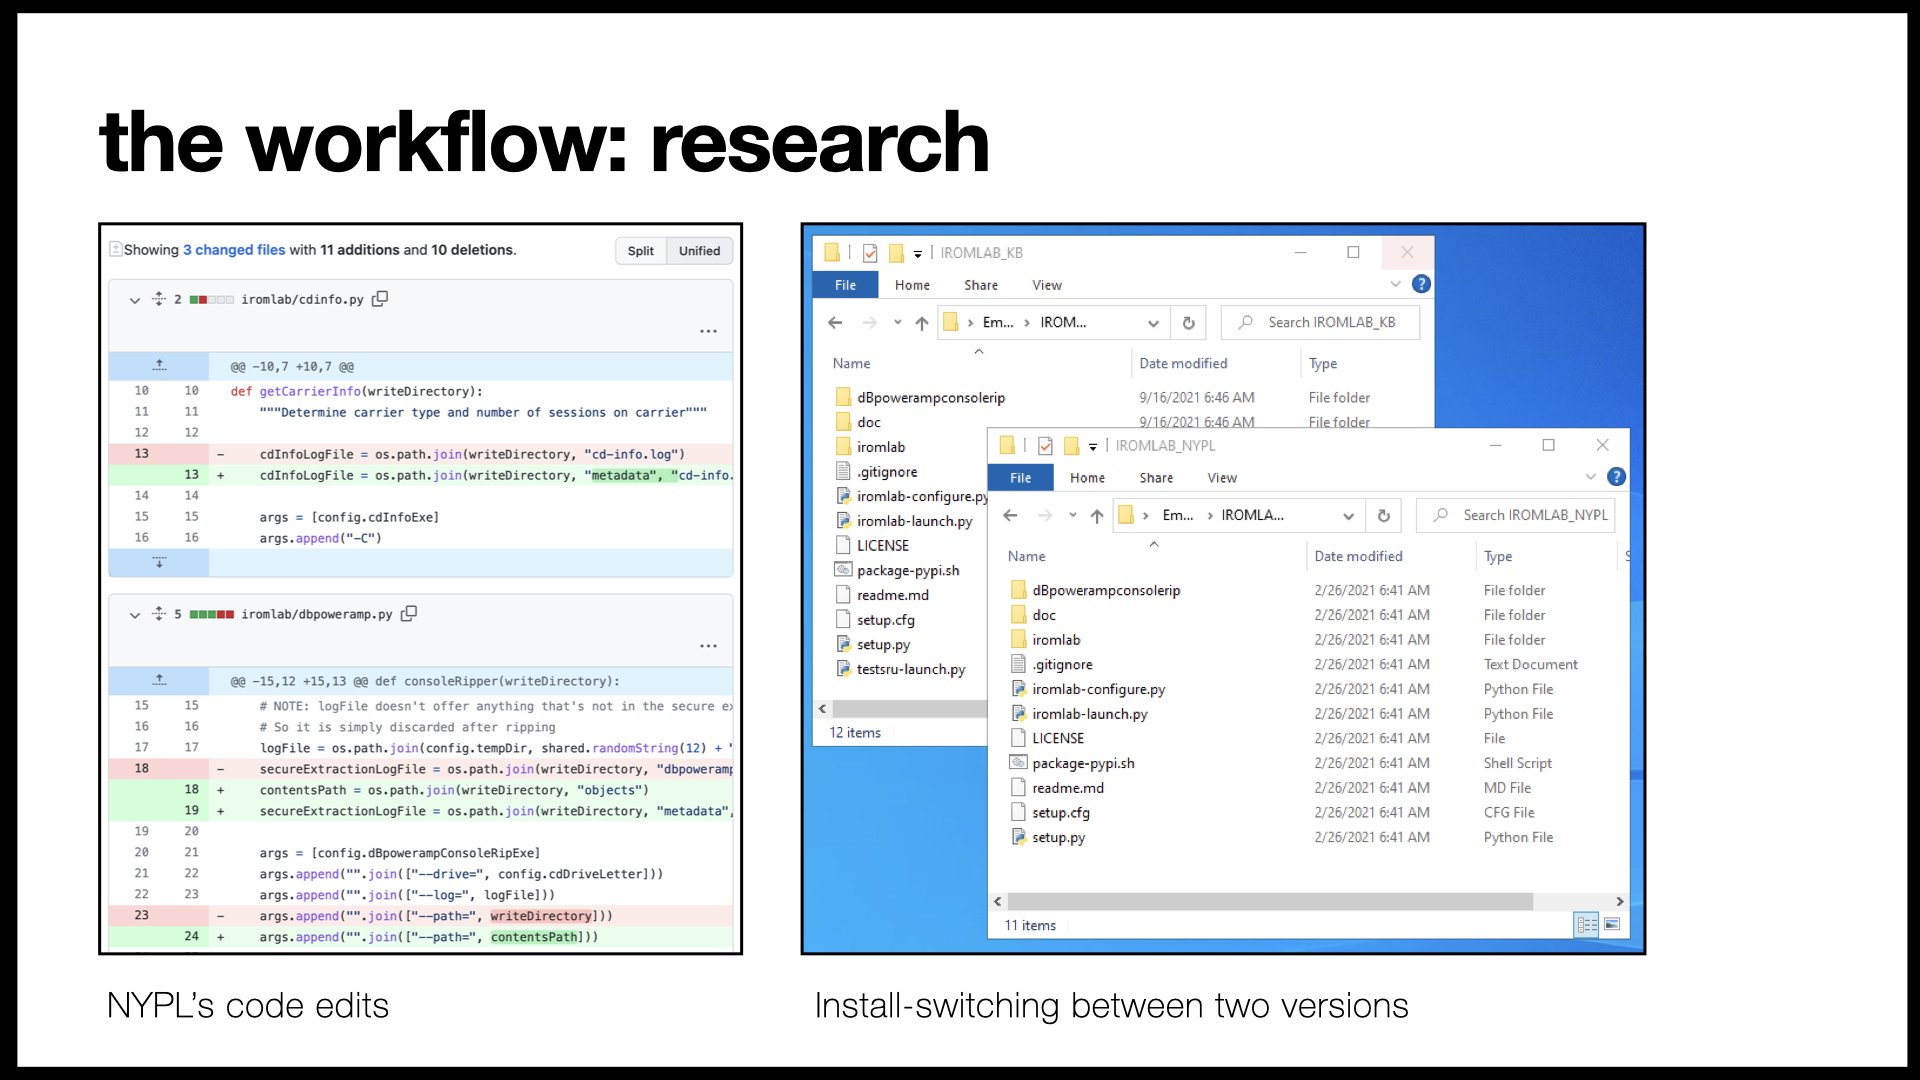 the workflow: research
Showing 3 changed files with 11 additions and 10 deletions.
Split Unified
2 iromlab/cdinfo.py
@@ -10,7 +10,7 @@
10 10 def getCarrierInfo(writeDirectory):
11 11 """Determine carrier type and number of sessions on carrier"""
12 12
13 - cdInfoLogFile = os.path.join(writeDirectory, "cd-info.log")
13 + cdInfoLogFile = os.path.join(writeDirectory, "metadata", "cd-info.
14 14
15 15 args = [config.cdInfoExe]
16 16 args.append("-C")
5 iromlab/dbpoweramp.py
@@ -15,12 +15,13 @@ def consoleRipper(writeDirectory):
15 15 # NOTE: logFile doesn't offer anything that's not in the secure
16 16 # So it is simply discarded after ripping
17 17 logFile = os.path.join(config.tempDir, shared.randomString(12) + "
18 - secureExtractionLogFile = os.path.join(writeDirectory, "dbpoweramp
18 + contentsPath = os.path.join(writeDirectory, "objects")
19 + secureExtractionLogFile = os.path.join(writeDirectory, "metadata",
19 20
20 21 args = [config.dBpowerampConsoleRipExe]
21 22 args.append("".join(["--drive=", config.cdDriveLetter]))
22 23 args.append("".join(["--log=", logFile]))
23 - args.append("".join(["--path=", writeDirectory]))
24 + args.append("".join(["--path=", contentsPath]))
NYPL's code edits
IROMLAB_KB
File Home Share View
Em... IROM... Search IROMLAB_KB
Name Date modified Type
dBpowerampconsolerip 9/16/2021 6:46 AM File folder
doc 9/16/2021 6:46 AM File folder
iromlab
.gitignore
iromlab-configure.py
iromlab-launch.py
LICENSE
package-pypi.sh
readme.md
setup.cfg
setup.py
testsru-launch.py
12 items
IROMLAB_NYPL
File Home Share View
Em... IROMLA... Search IROMLAB_NYPL
Name Date modified Type
dBpowerampconsolerip 2/26/2021 6:41 AM File folder
doc 2/26/2021 6:41 AM File folder
iromlab 2/26/2021 6:41 AM File folder
.gitignore 2/26/2021 6:41 AM Text Document
iromlab-configure.py 2/26/2021 6:41 AM Python File
iromlab-launch.py 2/26/2021 6:41 AM Python File
LICENSE 2/26/2021 6:41 AM File
package-pypi.sh 2/26/2021 6:41 AM Shell Script
readme.md 2/26/2021 6:41 AM MD File
setup.cfg 2/26/2021 6:41 AM CFG File
setup.py 2/26/2021 6:41 AM Python File
11 items
Install-switching between two versions